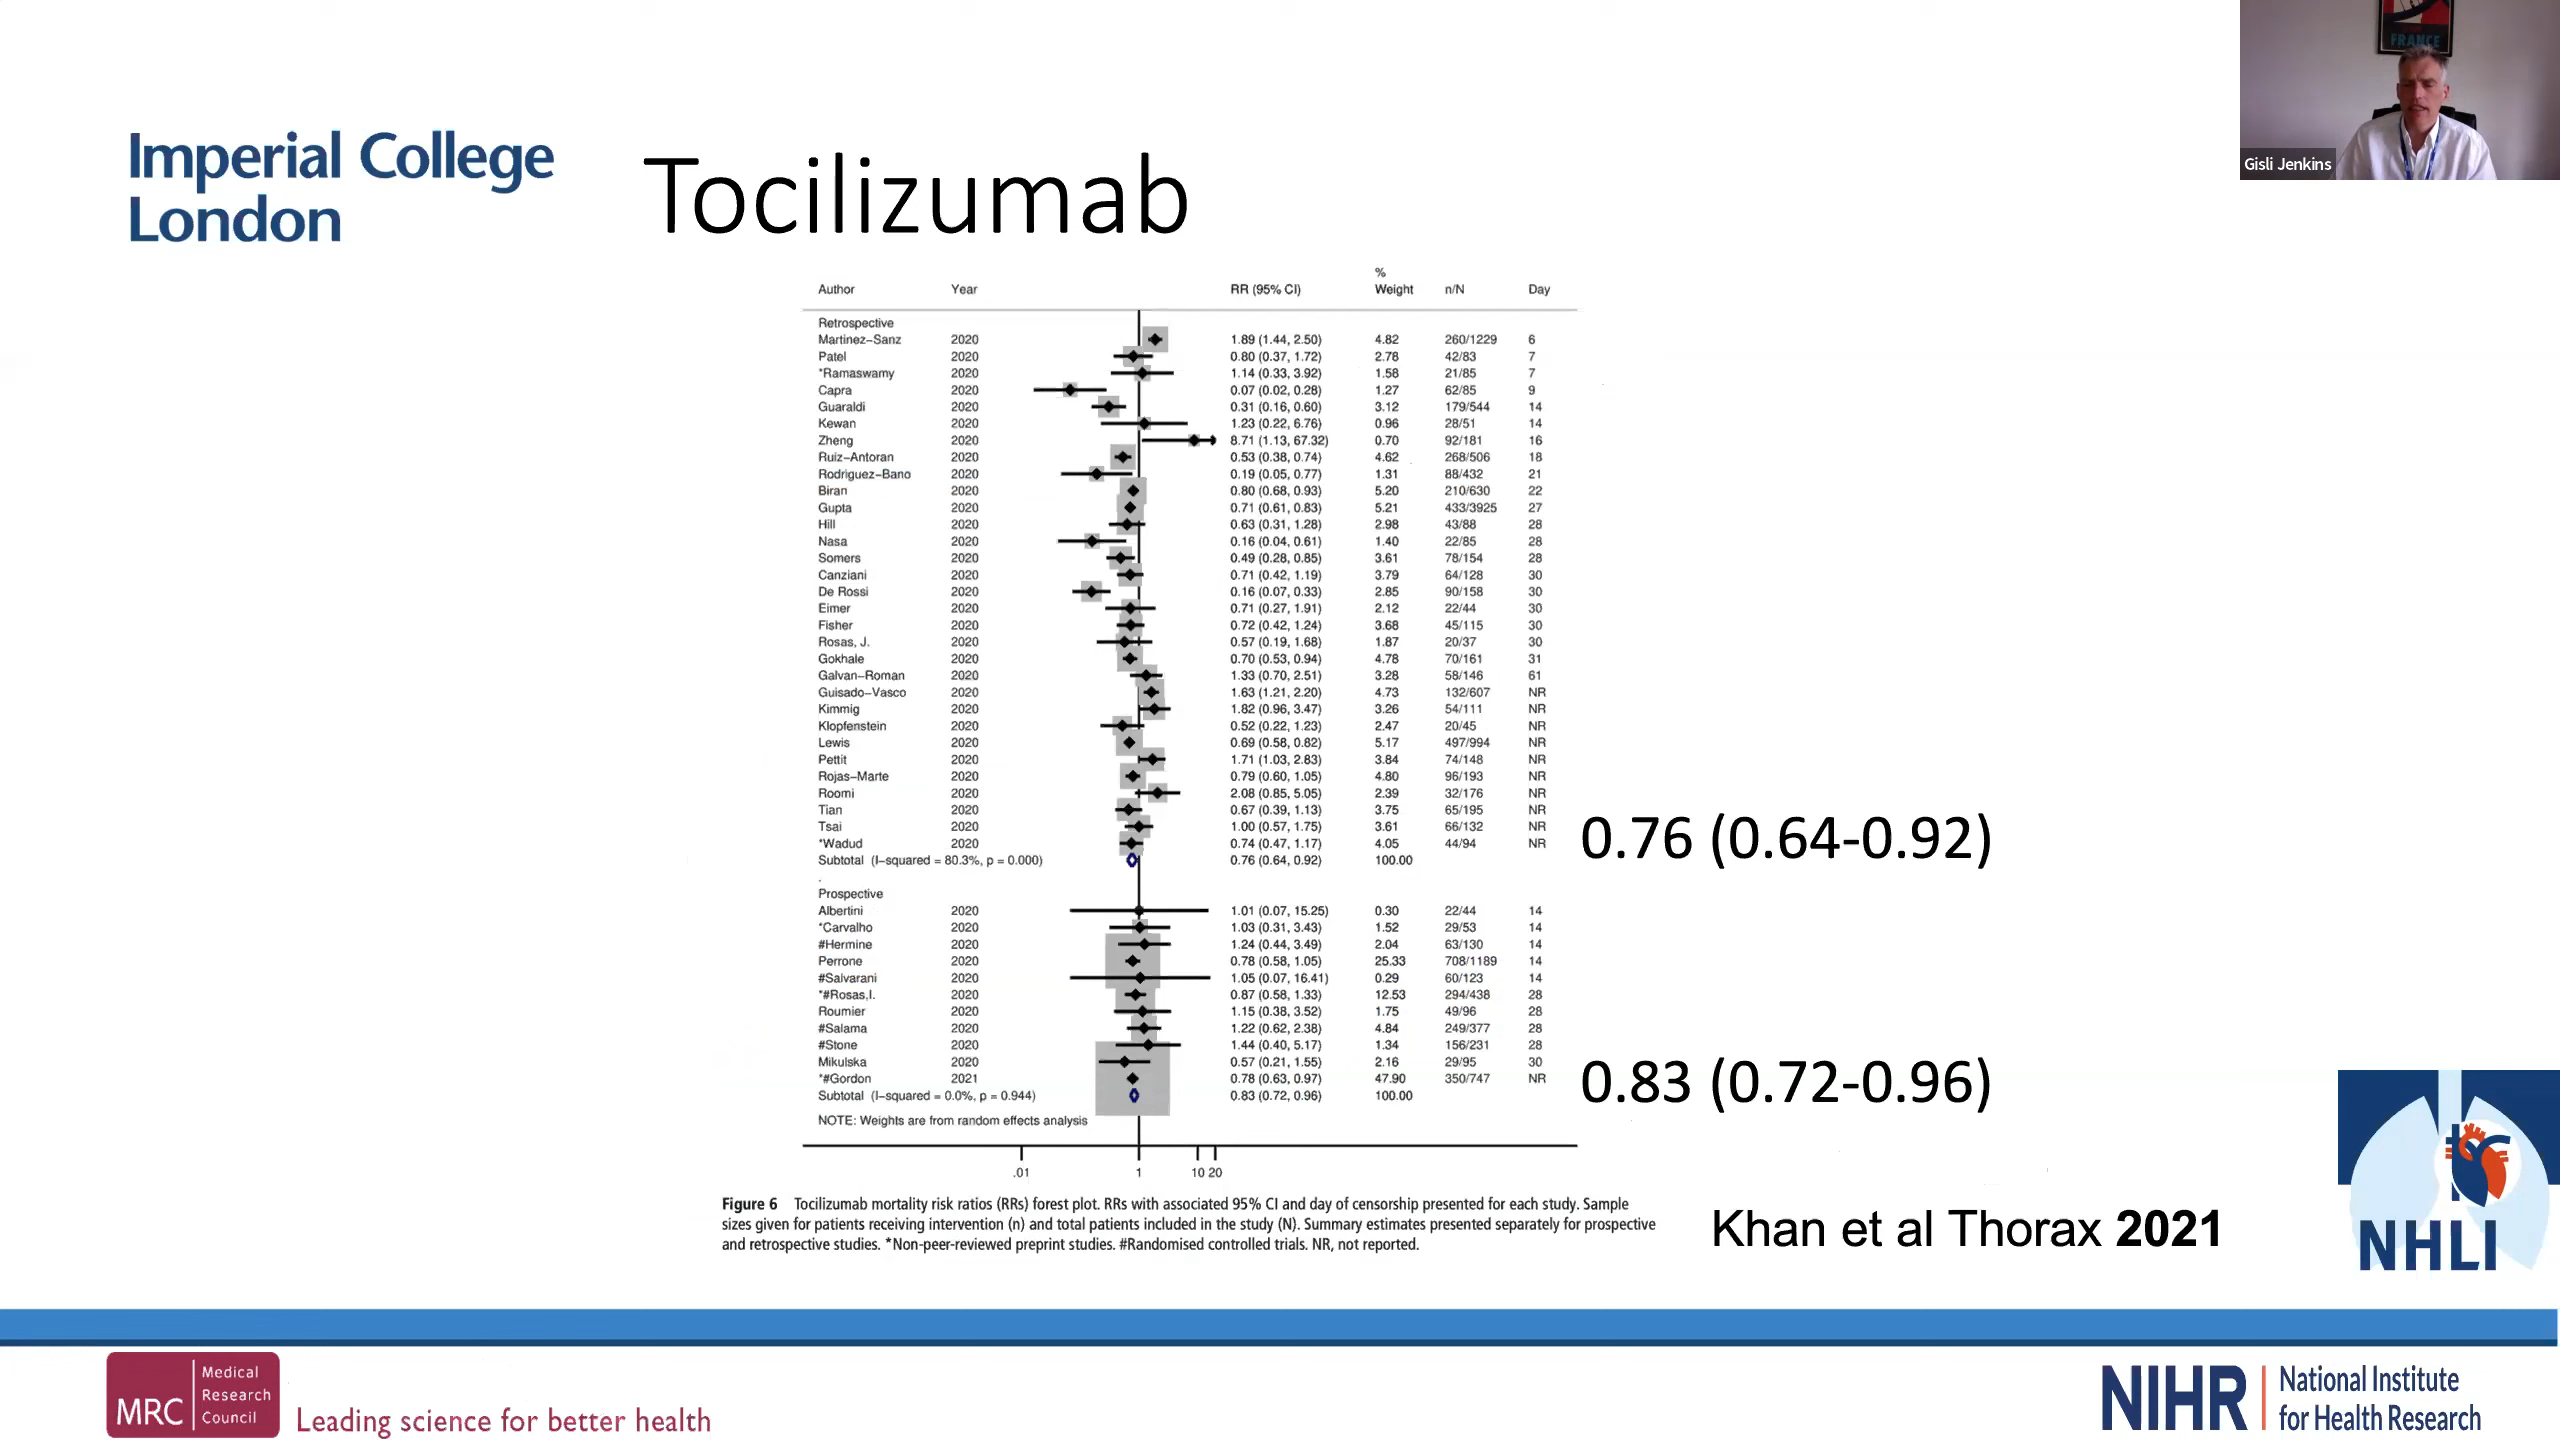 FRANCE
Gisli Jenkins
Imperial College
London
Tocilizumab
%
Author Year RR (95% CI) Weight n/N Day
Retrospective
Martinez–Sanz 2020 1.89 (1.44, 2.50) 4.82 260/1229 6
Patel 2020 0.80 (0.37, 1.72) 2.78 42/83 7
*Ramaswamy 2020 1.14 (0.33, 3.92) 1.58 21/85 7
Capra 2020 0.07 (0.02, 0.28) 1.27 62/85 9
Guaraldi 2020 0.31 (0.16, 0.60) 3.12 179/544 14
Kewan 2020 1.23 (0.22, 6.76) 0.96 28/51 14
Zheng 2020 8.71 (1.13, 67.32) 0.70 92/181 16
Ruiz–Antoran 2020 0.53 (0.38, 0.74) 4.62 268/506 18
Rodriguez–Bano 2020 0.19 (0.05, 0.77) 1.31 88/432 21
Biran 2020 0.80 (0.68, 0.93) 5.20 210/630 22
Gupta 2020 0.71 (0.61, 0.83) 5.21 433/3925 27
Hill 2020 0.63 (0.31, 1.28) 2.98 43/88 28
Nasa 2020 0.16 (0.04, 0.61) 1.40 22/85 28
Somers 2020 0.49 (0.28, 0.85) 3.61 78/154 28
Canziani 2020 0.71 (0.42, 1.19) 3.79 64/128 30
De Rossi 2020 0.16 (0.07, 0.33) 2.85 90/158 30
Eimer 2020 0.71 (0.27, 1.91) 2.12 22/44 30
Fisher 2020 0.72 (0.42, 1.24) 3.68 45/115 30
Rosas, J. 2020 0.57 (0.19, 1.68) 1.87 20/37 30
Gokhale 2020 0.70 (0.53, 0.94) 4.78 70/161 31
Galvan–Roman 2020 1.33 (0.70, 2.51) 3.28 58/146 61
Guisado–Vasco 2020 1.63 (1.21, 2.20) 4.73 132/607 NR
Kimmig 2020 1.82 (0.96, 3.47) 3.26 54/111 NR
Klopfenstein 2020 0.52 (0.22, 1.23) 2.47 20/45 NR
Lewis 2020 0.69 (0.58, 0.82) 5.17 497/994 NR
Pettit 2020 1.71 (1.03, 2.83) 3.84 74/148 NR
Rojas–Marte 2020 0.79 (0.60, 1.05) 4.80 96/193 NR
Roomi 2020 2.08 (0.85, 5.05) 2.39 32/176 NR
Tian 2020 0.67 (0.39, 1.13) 3.75 65/195 NR
Tsai 2020 1.00 (0.57, 1.75) 3.61 66/132 NR
*Wadud 2020 0.74 (0.47, 1.17) 4.05 44/94 NR
Subtotal (I–squared = 80.3%, p = 0.000) 0.76 (0.64, 0.92) 100.00
0.76 (0.64-0.92)
.
Prospective
Albertini 2020 1.01 (0.07, 15.25) 0.30 22/44 14
*Carvalho 2020 1.03 (0.31, 3.43) 1.52 29/53 14
#Hermine 2020 1.24 (0.44, 3.49) 2.04 63/130 14
Perrone 2020 0.78 (0.58, 1.05) 25.33 708/1189 14
#Salvarani 2020 1.05 (0.07, 16.41) 0.29 60/123 14
*#Rosas,I. 2020 0.87 (0.58, 1.33) 12.53 294/438 28
Roumier 2020 1.15 (0.38, 3.52) 1.75 49/96 28
#Salama 2020 1.22 (0.62, 2.38) 4.84 249/377 28
#Stone 2020 1.44 (0.40, 5.17) 1.34 156/231 28
Mikulska 2020 0.57 (0.21, 1.55) 2.16 29/95 30
*#Gordon 2021 0.78 (0.63, 0.97) 47.90 350/747 NR
Subtotal (I–squared = 0.0%, p = 0.944) 0.83 (0.72, 0.96) 100.00
0.83 (0.72-0.96)
NOTE: Weights are from random effects analysis
.01 1 10 20
Figure 6 Tocilizumab mortality risk ratios (RRs) forest plot. RRs with associated 95% CI and day of censorship presented for each study. Sample
sizes given for patients receiving intervention (n) and total patients included in the study (N). Summary estimates presented separately for prospective
and retrospective studies. *Non-peer-reviewed preprint studies. #Randomised controlled trials. NR, not reported.
Khan et al Thorax 2021
NHLI
MRC
Medical
Research
Council
Leading science for better health
NIHR
National Institute
for Health Research